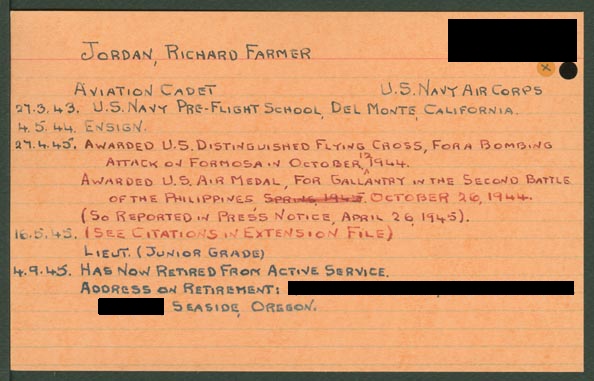 JORDAN, RICHARD FARMER
AVIATION CADET U.S. NAVY AIR CORPS
27.3.43. U.S. NAVY PRE-FLIGHT SCHOOL, DEL MONTE, CALIFORNIA.
4.5.44. ENSIGN.
27.4.45. AWARDED U.S. DISTINGUISHED FLYING CROSS, FOR A BOMBING
ATTACK ON FORMOSA IN OCTOBER, 13 1944.
AWARDED U.S. AIR MEDAL, FOR GALLANTRY IN THE SECOND BATTLE
OF THE PHILIPPINES, SPRING, 1945. OCTOBER 26, 1944.
(SO REPORTED IN PRESS NOTICE, APRIL 26, 1945).
16.5.45. (SEE CITATIONS IN EXTENSION FILE)
LIEUT. (JUNIOR GRADE)
4.9.45. HAS NOW RETIRED FROM ACTIVE SERVICE.
ADDRESS ON RETIREMENT:
SEASIDE, OREGON.